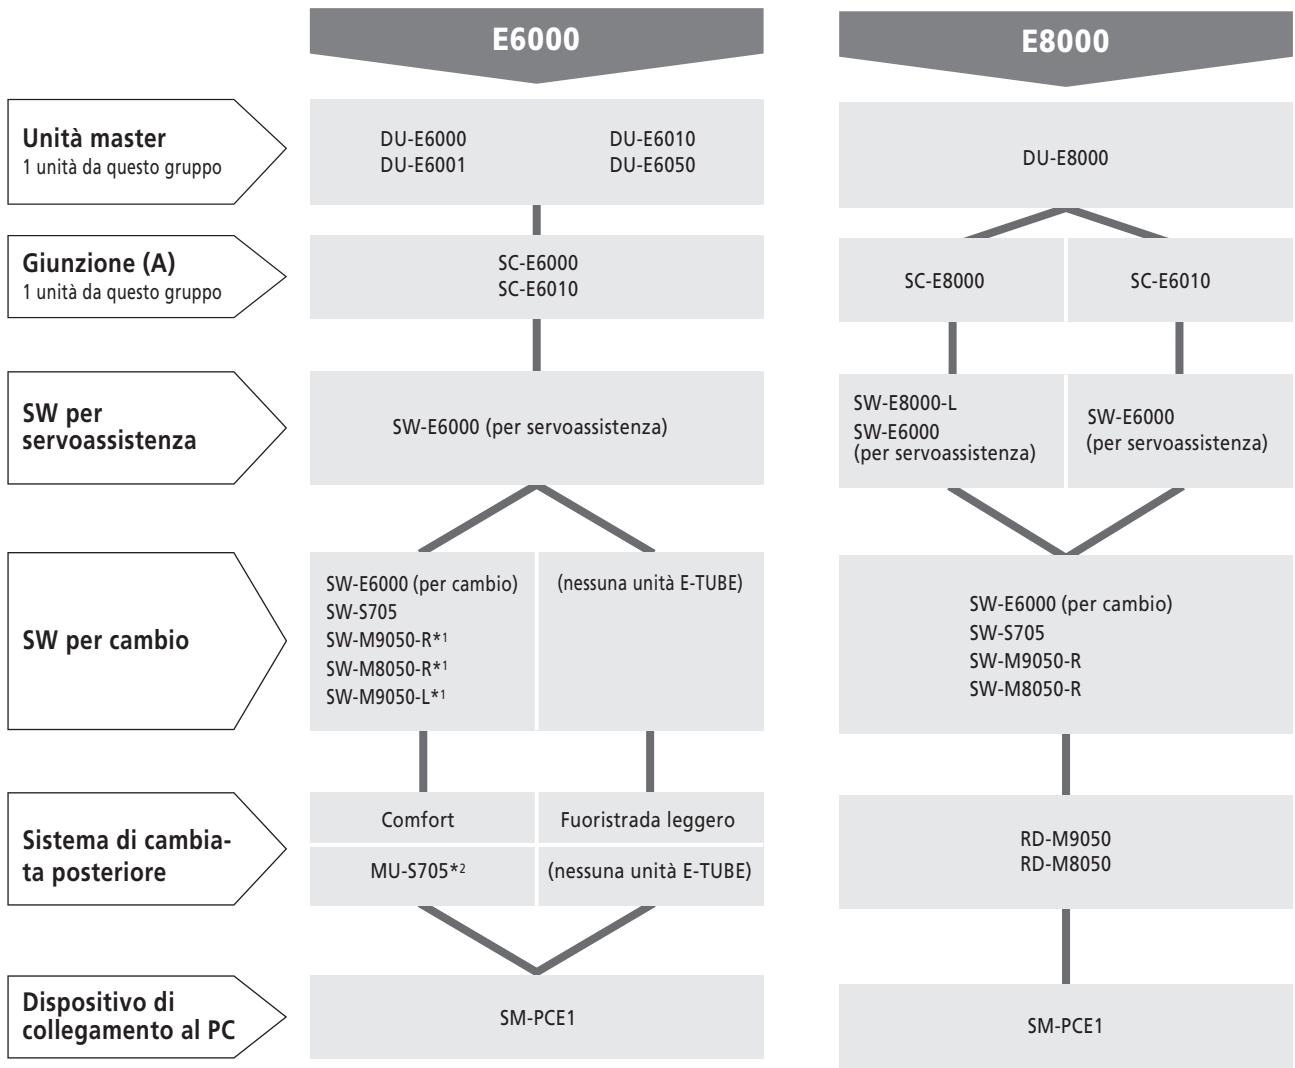 E6000
E8000
Unità master
1 unità da questo gruppo
DU-E6000
DU-E6001
DU-E6010
DU-E6050
DU-E8000
Giunzione (A)
1 unità da questo gruppo
SC-E6000
SC-E6010
SC-E8000
SC-E6010
SW per
servoassistenza
SW-E6000 (per servoassistenza)
SW-E8000-L
SW-E6000
(per servoassistenza)
SW-E6000
(per servoassistenza)
SW per cambio
SW-E6000 (per cambio)
SW-S705
SW-M9050-R*1
SW-M8050-R*1
SW-M9050-L*1
(nessuna unità E-TUBE)
SW-E6000 (per cambio)
SW-S705
SW-M9050-R
SW-M8050-R
Sistema di cambia-
ta posteriore
Comfort
Fuoristrada leggero
MU-S705*2
(nessuna unità E-TUBE)
RD-M9050
RD-M8050
Dispositivo di
collegamento al PC
SM-PCE1
SM-PCE1